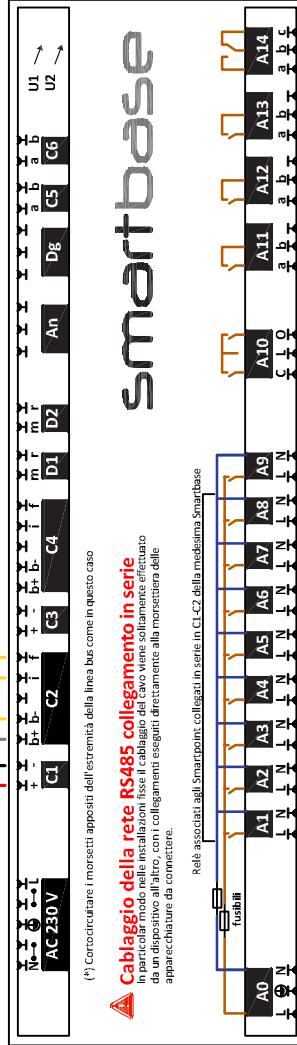 N L
AC 230 V
+ -
C1
b+ b- i f
C2
+ -
C3
b+ b- i f
C4
m r
D1
m r
D2
An
Dg
a b
C5
a b
C6
U1
U2
(*) Cortocircuitare i morsetti appositi dell'estremità della linea bus come in questo caso
Cablaggio della rete RS485 collegamento in serie
In particolar modo nelle installazioni fisse il cablaggio del cavo viene solitamente effettuato
da un dispositivo all'altro, con i collegamenti eseguiti direttamente alla morsettiera delle
apparecchiature da connettere.
smartbase
Relè associati agli Smartpoint collegati in serie in C1-C2 della medesima Smartbase
fusibili
A0
L N
A1
L N
A2
L N
A3
L N
A4
L N
A5
L N
A6
L N
A7
L N
A8
L N
A9
L N
A10
C L O
A11
a b
A12
a b
A13
a b
A14
a b c